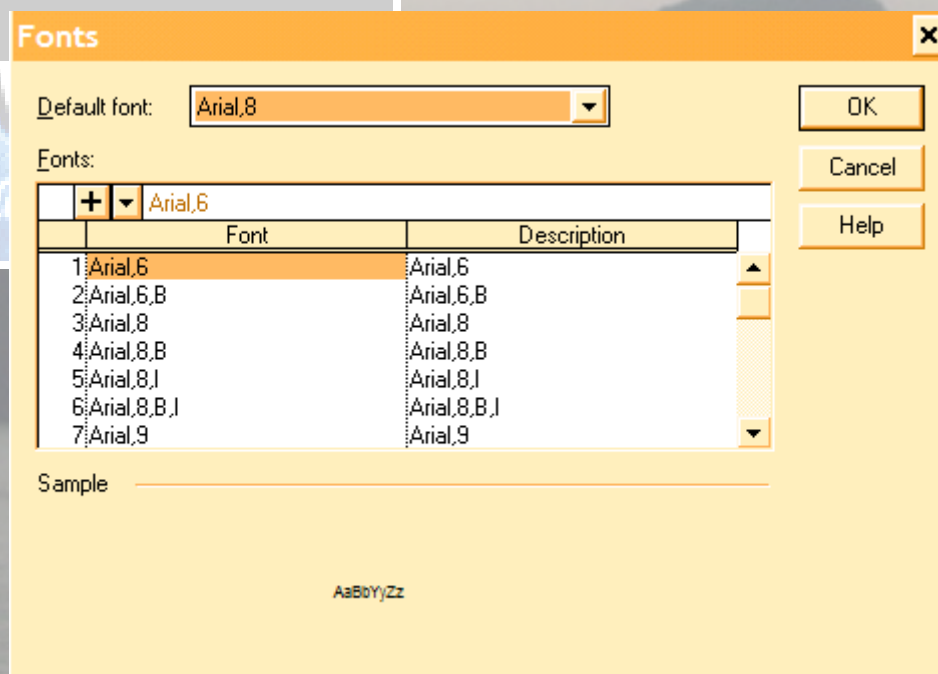 Fonts
Default font: Arial,8 OK
Fonts: Cancel
Arial,6
Help
Font Description
1 Arial,6 Arial,6
2 Arial,6,B Arial,6,B
3 Arial,8 Arial,8
4 Arial,8,B Arial,8,B
5 Arial,8,I Arial,8,I
6 Arial,8,B,I Arial,8,B,I
7 Arial,9 Arial,9
Sample
AaBbYyZz